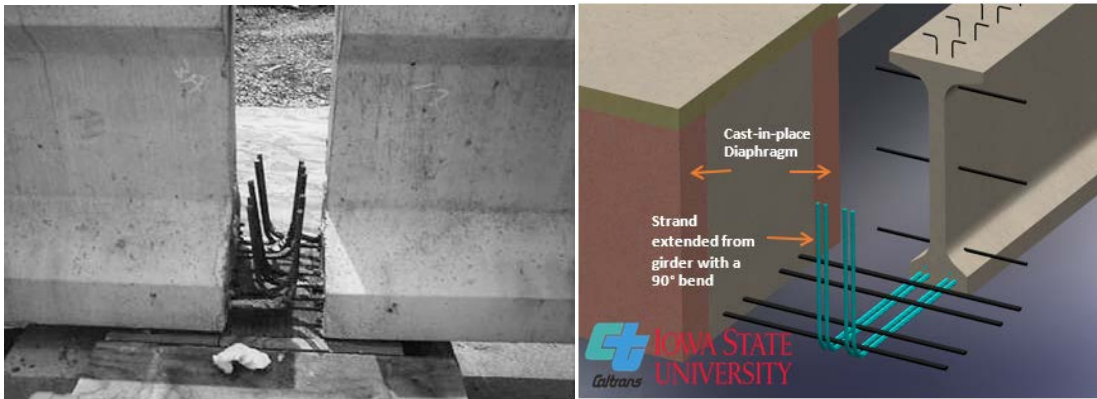 Cast-in-place
Diaphragm
Strand
extended from
girder with a
90° bend
Caltrans
IOWA STATE
UNIVERSITY